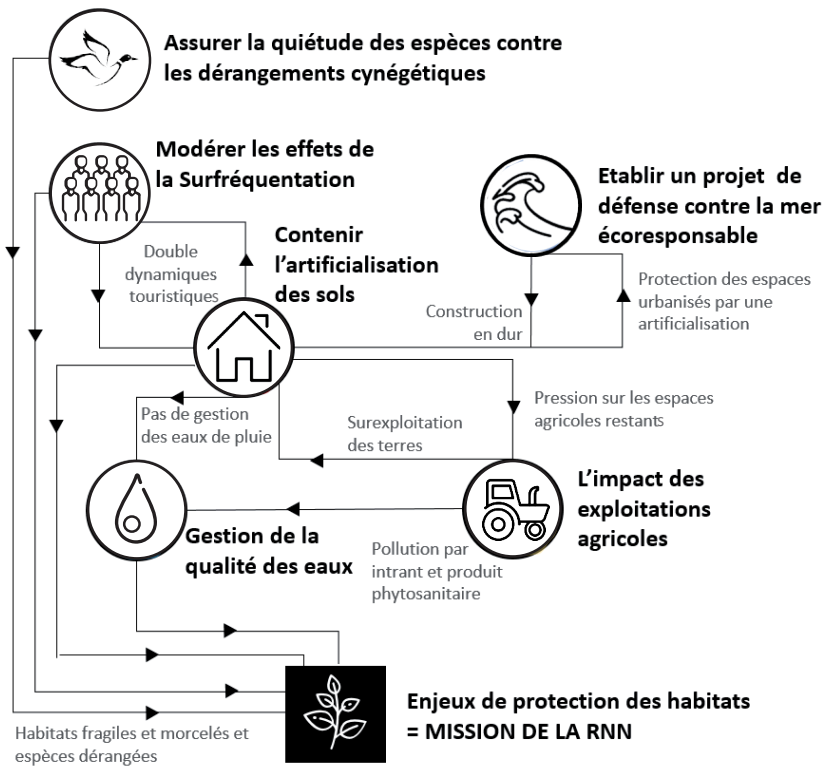 Assurer la quiétude des espèces contre
les dérangements cynégétiques
Modérer les effets de
la Surfréquentation
Etablir un projet de
défense contre la mer
écoresponsable
Contenir
l'artificialisation
des sols
Double
dynamiques
touristiques
Protection des espaces
urbanisés par une
artificialisation
Construction
en dur
Pression sur les espaces
agricoles restants
Pas de gestion
des eaux de pluie
Surexploitation
des terres
L'impact des
exploitations
agricoles
Gestion de la
qualité des eaux
Pollution par
intrant et produit
phytosanitaire
Enjeux de protection des habitats
= MISSION DE LA RNN
Habitats fragiles et morcelés et
espèces dérangées